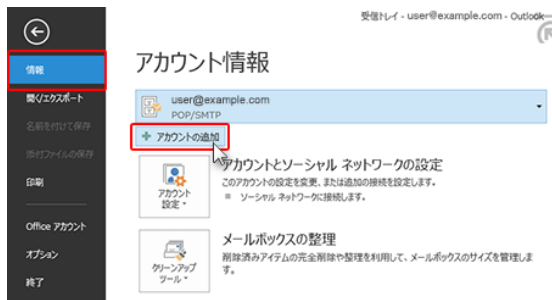 受信トレイ - user@example.com - Outlook
情報
開く/エクスポート
名前を付けて保存
添付ファイルの保存
印刷
Office アカウント
オプション
終了
アカウント情報
user@example.com
POP/SMTP
アカウントの追加
アカウント
設定
アカウントとソーシャル ネットワークの設定
このアカウントの設定を変更、または追加の接続を設定します。
ソーシャル ネットワークに接続します。
クリーンアップ
ツール
メールボックスの整理
削除済みアイテムの完全削除や整理を利用して、メールボックスのサイズを管理しま
す。